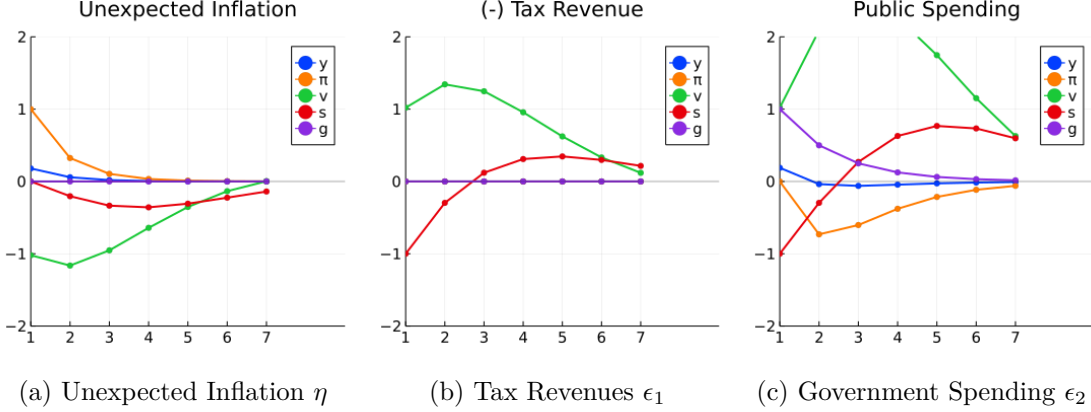 Unexpected Inflation
(-) Tax Revenue
Public Spending
2
1
0
−1
−2
1 2 3 4 5 6 7
y
π
v
s
g
2
1
0
−1
−2
1 2 3 4 5 6 7
y
π
v
s
g
2
1
0
−1
−2
1 2 3 4 5 6 7
y
π
v
s
g
(a) Unexpected Inflation η
(b) Tax Revenues ϵ1
(c) Government Spending ϵ2